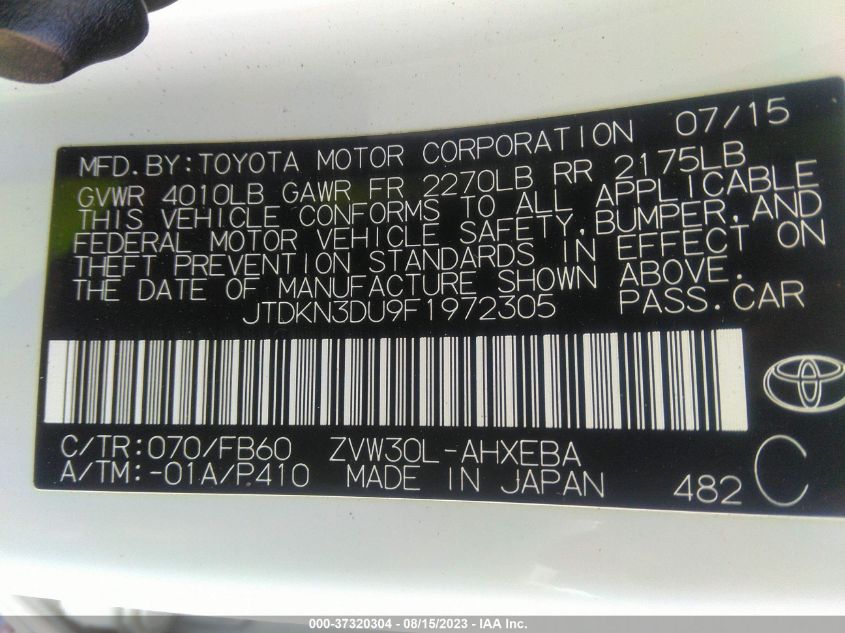 MFD.BY:TOYOTA MOTOR CORPORATION 07/15
GVWR 4010LB GAWR FR 2270LB RR 2175LB
THIS VEHICLE CONFORMS TO ALL APPLICABLE
FEDERAL MOTOR VEHICLE SAFETY,BUMPER,AND
THEFT PREVENTION STANDARDS IN EFFECT ON
THE DATE OF MANUFACTURE SHOWN ABOVE.
JTDKN3DU9F1972305 PASS.CAR
C/TR:070/FB60 ZVW30L-AHXEBA
A/TM:-01A/P410 MADE IN JAPAN 482 C
000-37320304 - 08/15/2023 - IAA Inc.